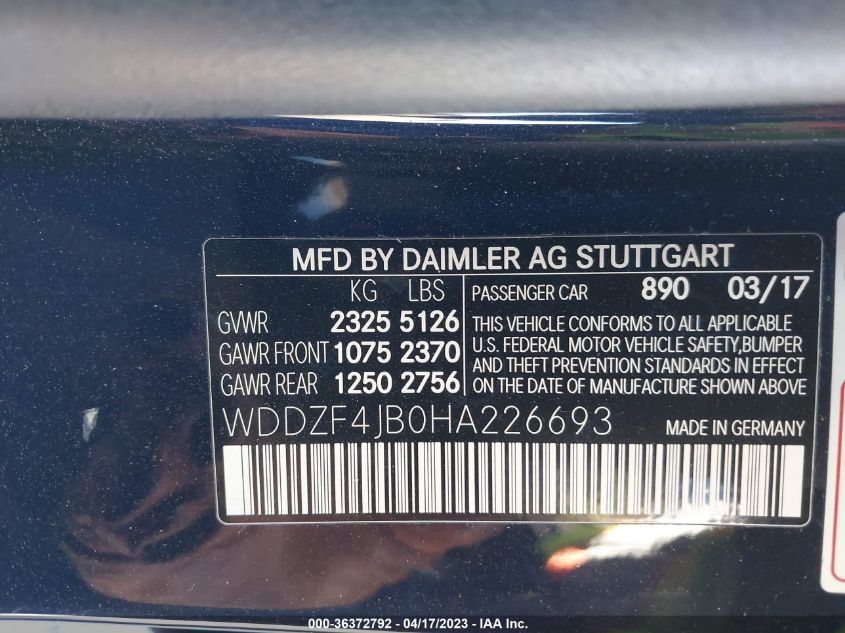 MFD BY DAIMLER AG STUTTGART
KG LBS
GVWR 2325 5126
GAWR FRONT 1075 2370
GAWR REAR 1250 2756
PASSENGER CAR 890 03/17
THIS VEHICLE CONFORMS TO ALL APPLICABLE
U.S. FEDERAL MOTOR VEHICLE SAFETY,BUMPER
AND THEFT PREVENTION STANDARDS IN EFFECT
ON THE DATE OF MANUFACTURE SHOWN ABOVE
WDDZF4JB0HA226693 MADE IN GERMANY
000-36372792 - 04/17/2023 - IAA Inc.